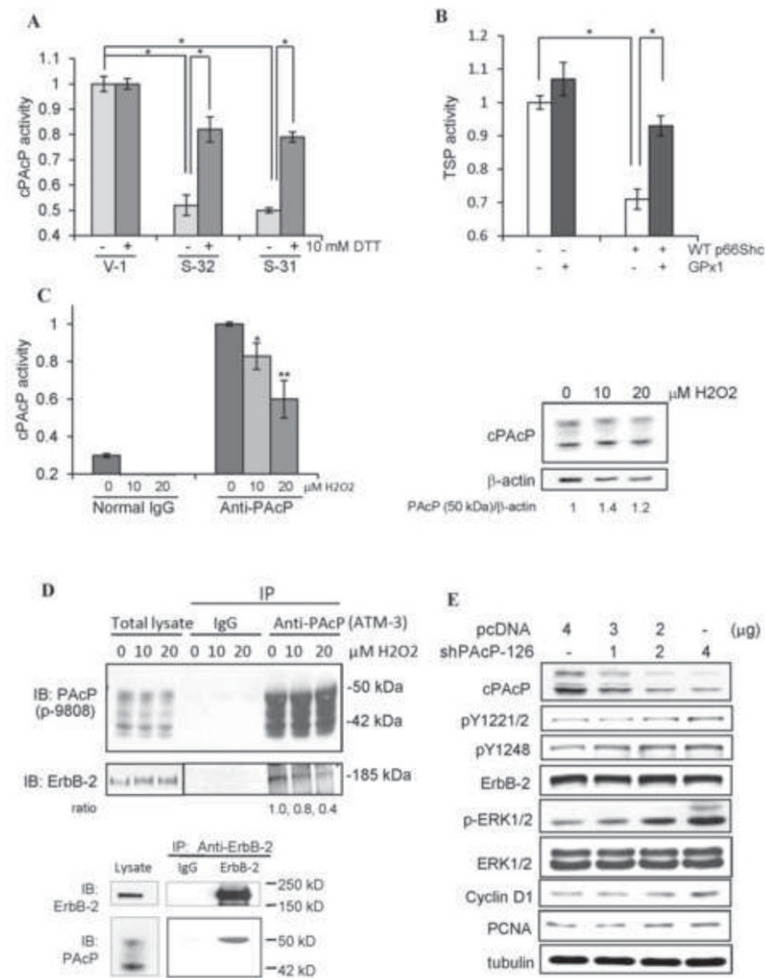 A
*
* *
*
cPAcP activity
1.1
1
0.9
0.8
0.7
0.6
0.5
0.4
- + - + - + 10 mM DTT
V-1 S-32 S-31
B
* *
TSP activity
1.2
1.1
1
0.9
0.8
0.7
0.6
- - + + WT p66Shc
- + - + GPx1
C
cPAcP activity
1
0.8
0.6
0.4
0.2
*
**
0 10 20 0 10 20 μM H2O2
Normal IgG Anti-PAcP
0 10 20 μM H2O2
cPAcP
β-actin
PAcP (50 kDa)/β-actin 1 1.4 1.2
D
IP
Total lysate IgG Anti-PAcP (ATM-3)
0 10 20 0 10 20 0 10 20 μM H2O2
IB: PAcP
(p-9808)
-50 kDa
-42 kDa
IB: ErbB-2
-185 kDa
ratio 1.0, 0.8, 0.4
IP: Anti-ErbB-2
Lysate IgG ErbB-2
IB:
ErbB-2
250 kD
150 kD
IB:
PAcP
50 kD
42 kD
E
pcDNA 4 3 2 - (μg)
shPAcP-126 - 1 2 4
cPAcP
pY1221/2
pY1248
ErbB-2
p-ERK1/2
ERK1/2
Cyclin D1
PCNA
tubulin